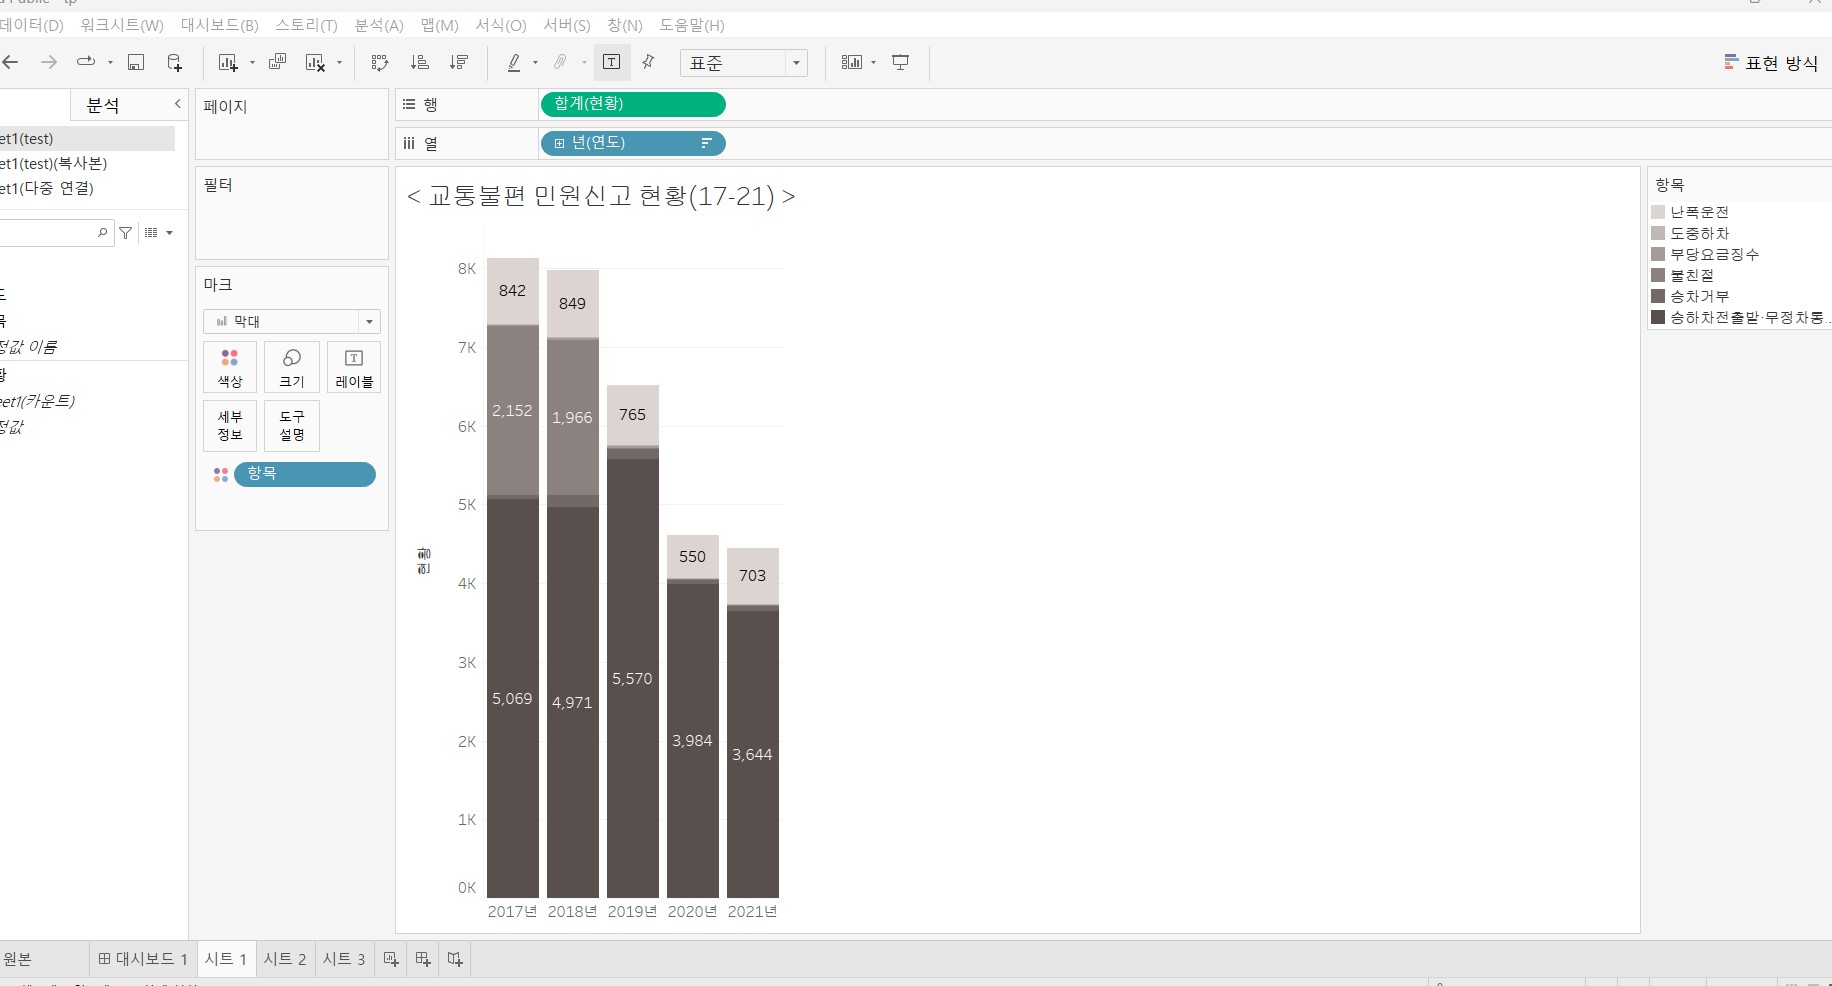 데이터(D) 워크시트(W) 대시보드(B) 스토리(T) 분석(A) 맵(M) 서식(O) 서버(S) 창(N) 도움말(H)
표준
표현 방식
분석
페이지
행
합계(현황)
et1(test)
열
년(연도)
et1(test)(복사본)
et1(다중 연결)
필터
< 교통불편 민원신고 현황(17-21) >
항목
난폭운전
도중하차
부당요금징수
불친절
승차거부
승하차전출발·무정차통...
마크
막대
정값 이름
색상
크기
레이블
세부
정보
도구
설명
eet1(카운트)
정값
항목
현황
8K
7K
6K
5K
4K
3K
2K
1K
0K
842
849
765
550
703
2,152
1,966
5,069
4,971
5,570
3,984
3,644
2017년 2018년 2019년 2020년 2021년
원본
대시보드 1
시트 1
시트 2
시트 3